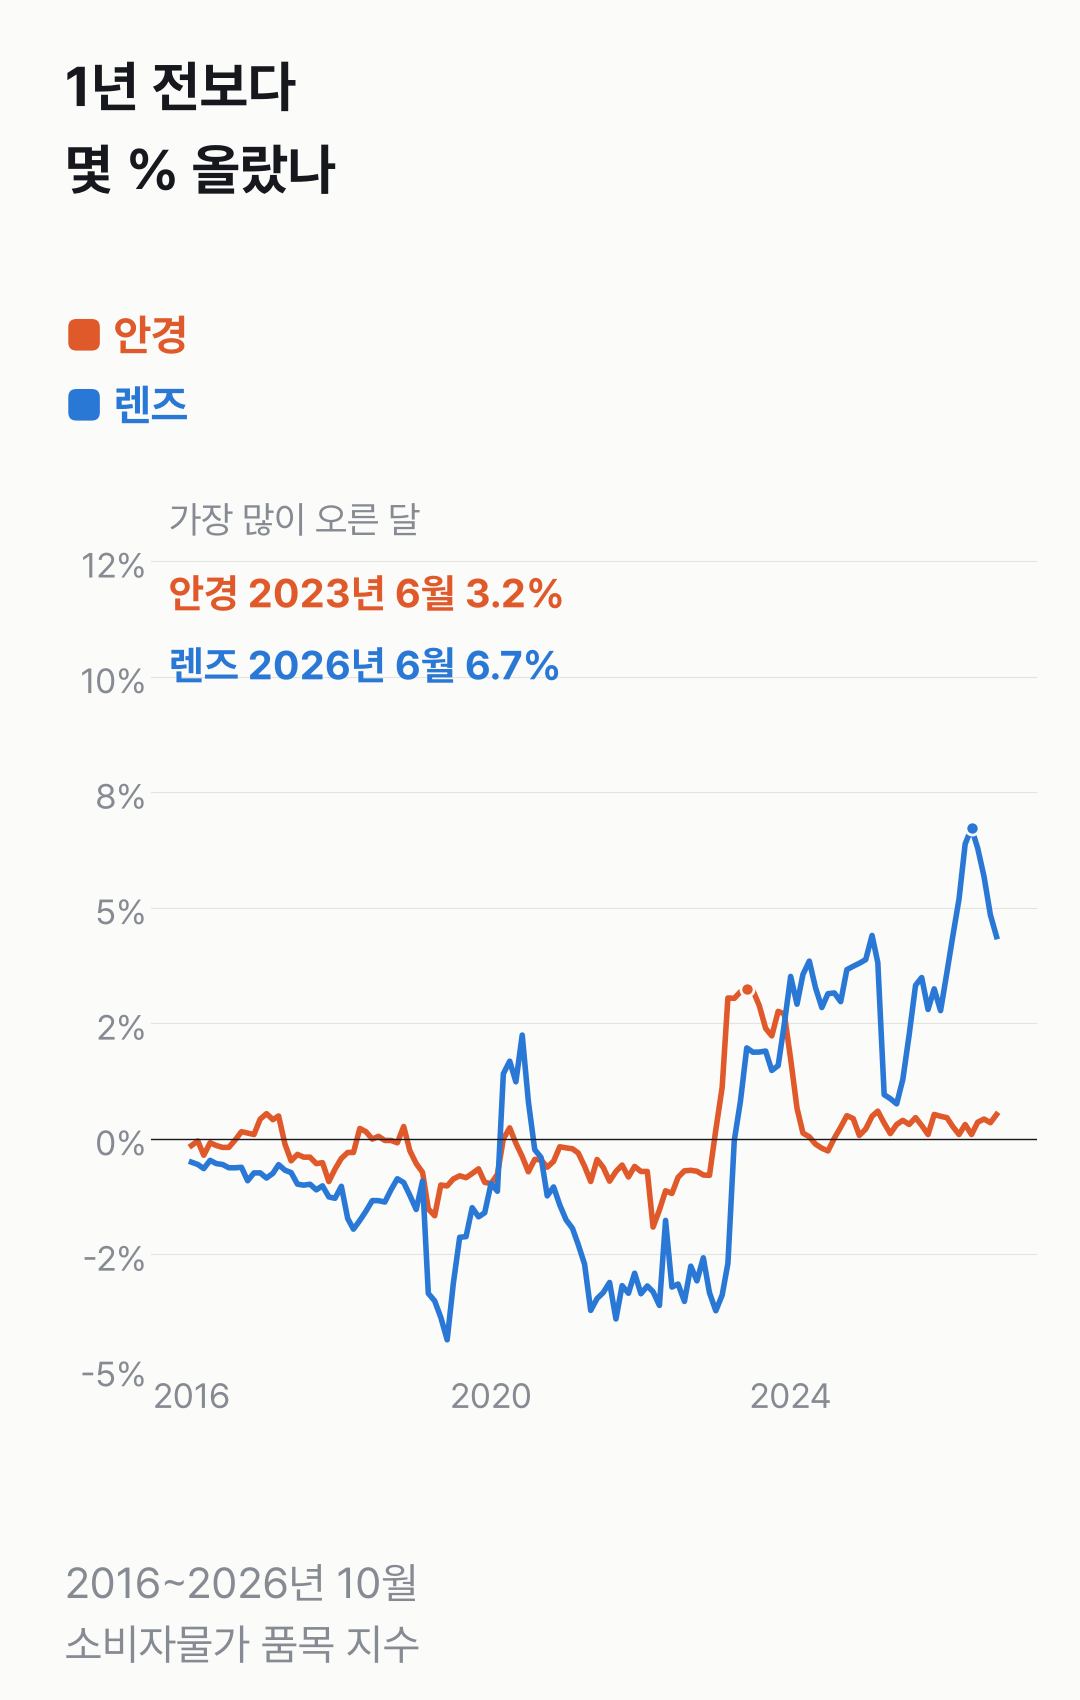 1년 전보다
몇 % 올랐나
안경
렌즈
가장 많이 오른 달
12%
안경 2023년 6월 3.2%
렌즈 2026년 6월 6.7%
10%
8%
5%
2%
0%
-2%
-5%
2016 2020 2024
2016~2026년 10월
소비자물가 품목 지수